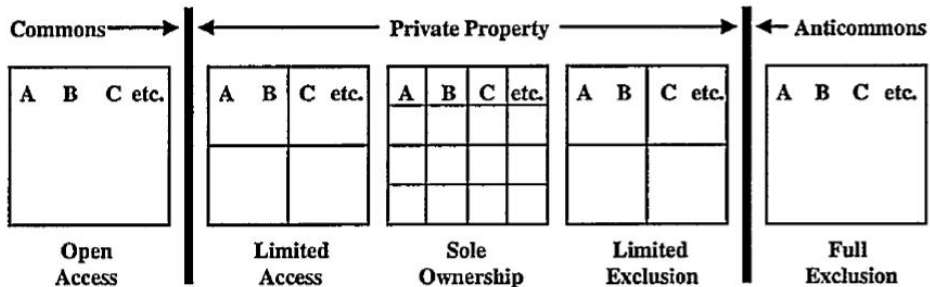 Commons
Private Property
Anticommons
A B C etc.
A B C etc.
A B C etc.
A B C etc.
A B C etc.
Open
Access
Limited
Access
Sole
Ownership
Limited
Exclusion
Full
Exclusion